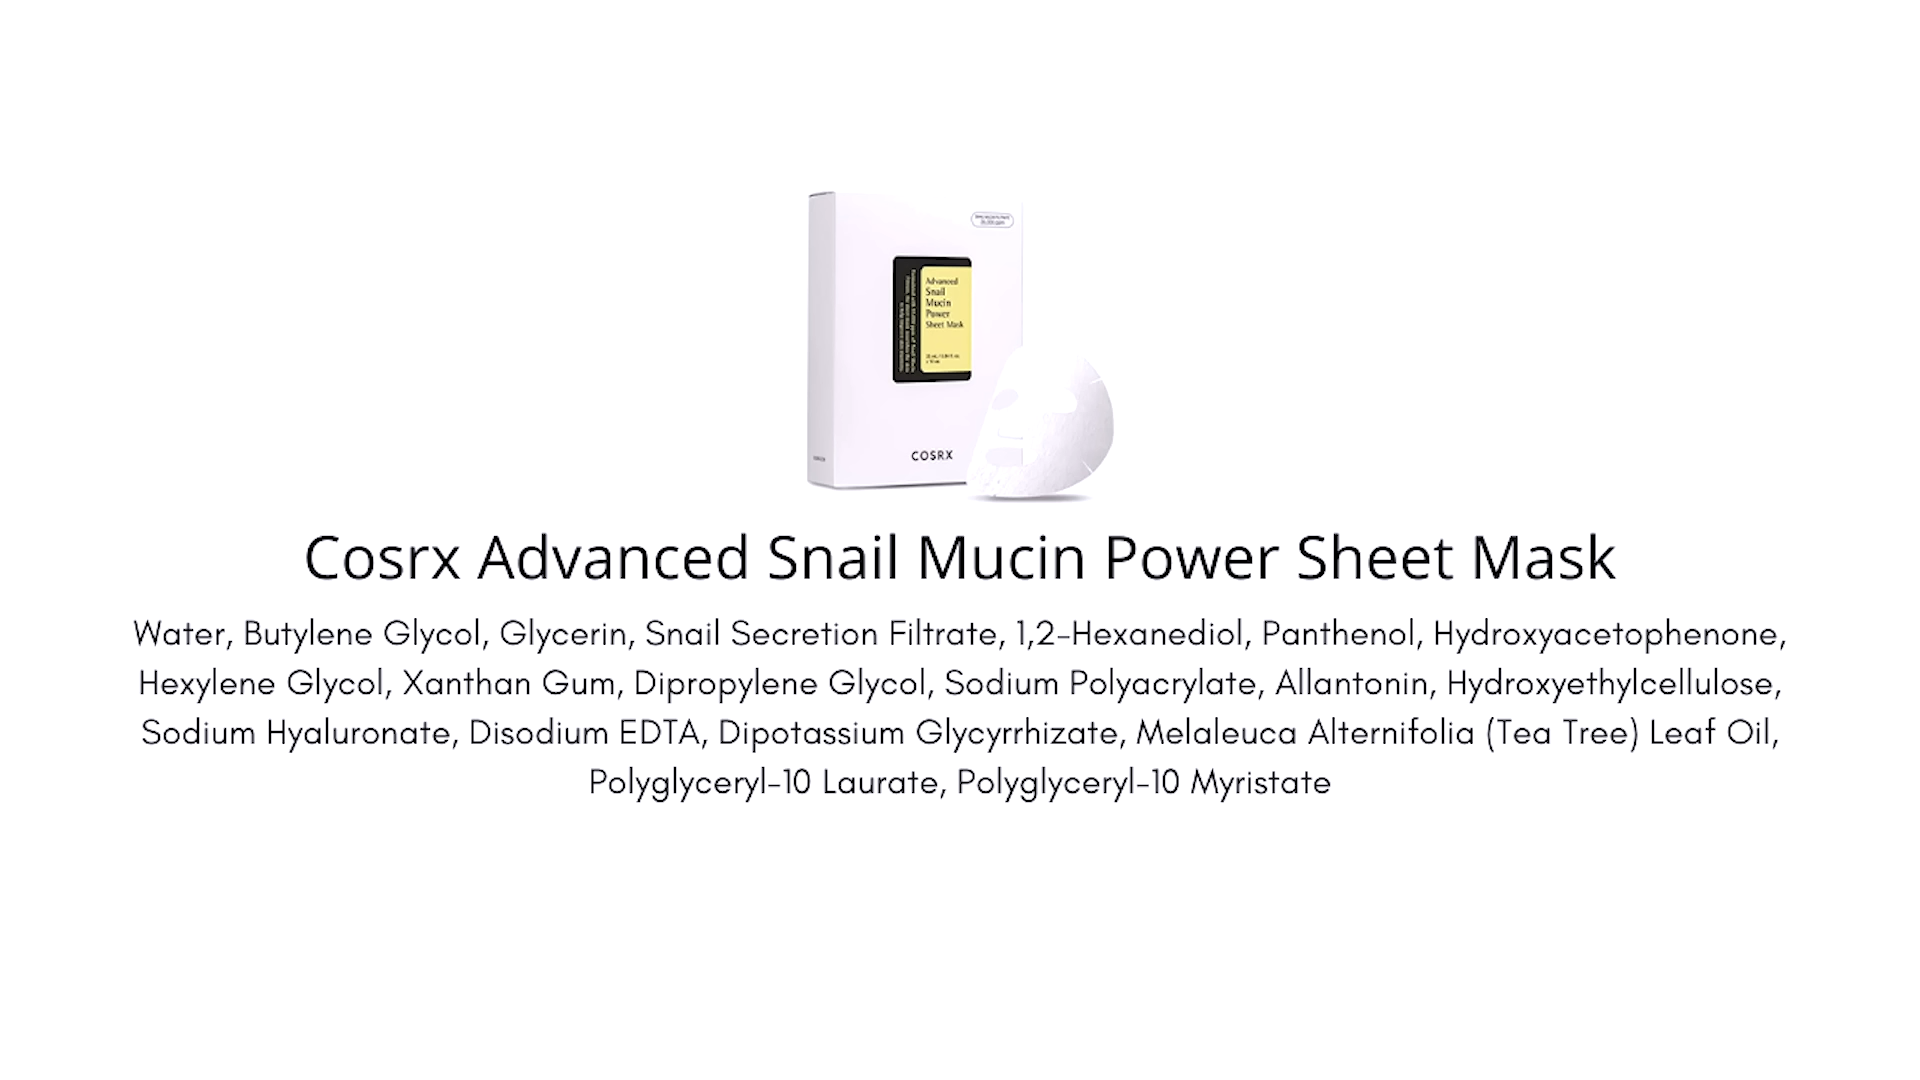 Advanced
Snail
Mucin
Power
Sheet Mask
COSRX
Cosrx Advanced Snail Mucin Power Sheet Mask
Water, Butylene Glycol, Glycerin, Snail Secretion Filtrate, 1,2-Hexanediol, Panthenol, Hydroxyacetophenone,
Hexylene Glycol, Xanthan Gum, Dipropylene Glycol, Sodium Polyacrylate, Allantonin, Hydroxyethylcellulose,
Sodium Hyaluronate, Disodium EDTA, Dipotassium Glycyrrhizate, Melaleuca Alternifolia (Tea Tree) Leaf Oil,
Polyglyceryl-10 Laurate, Polyglyceryl-10 Myristate